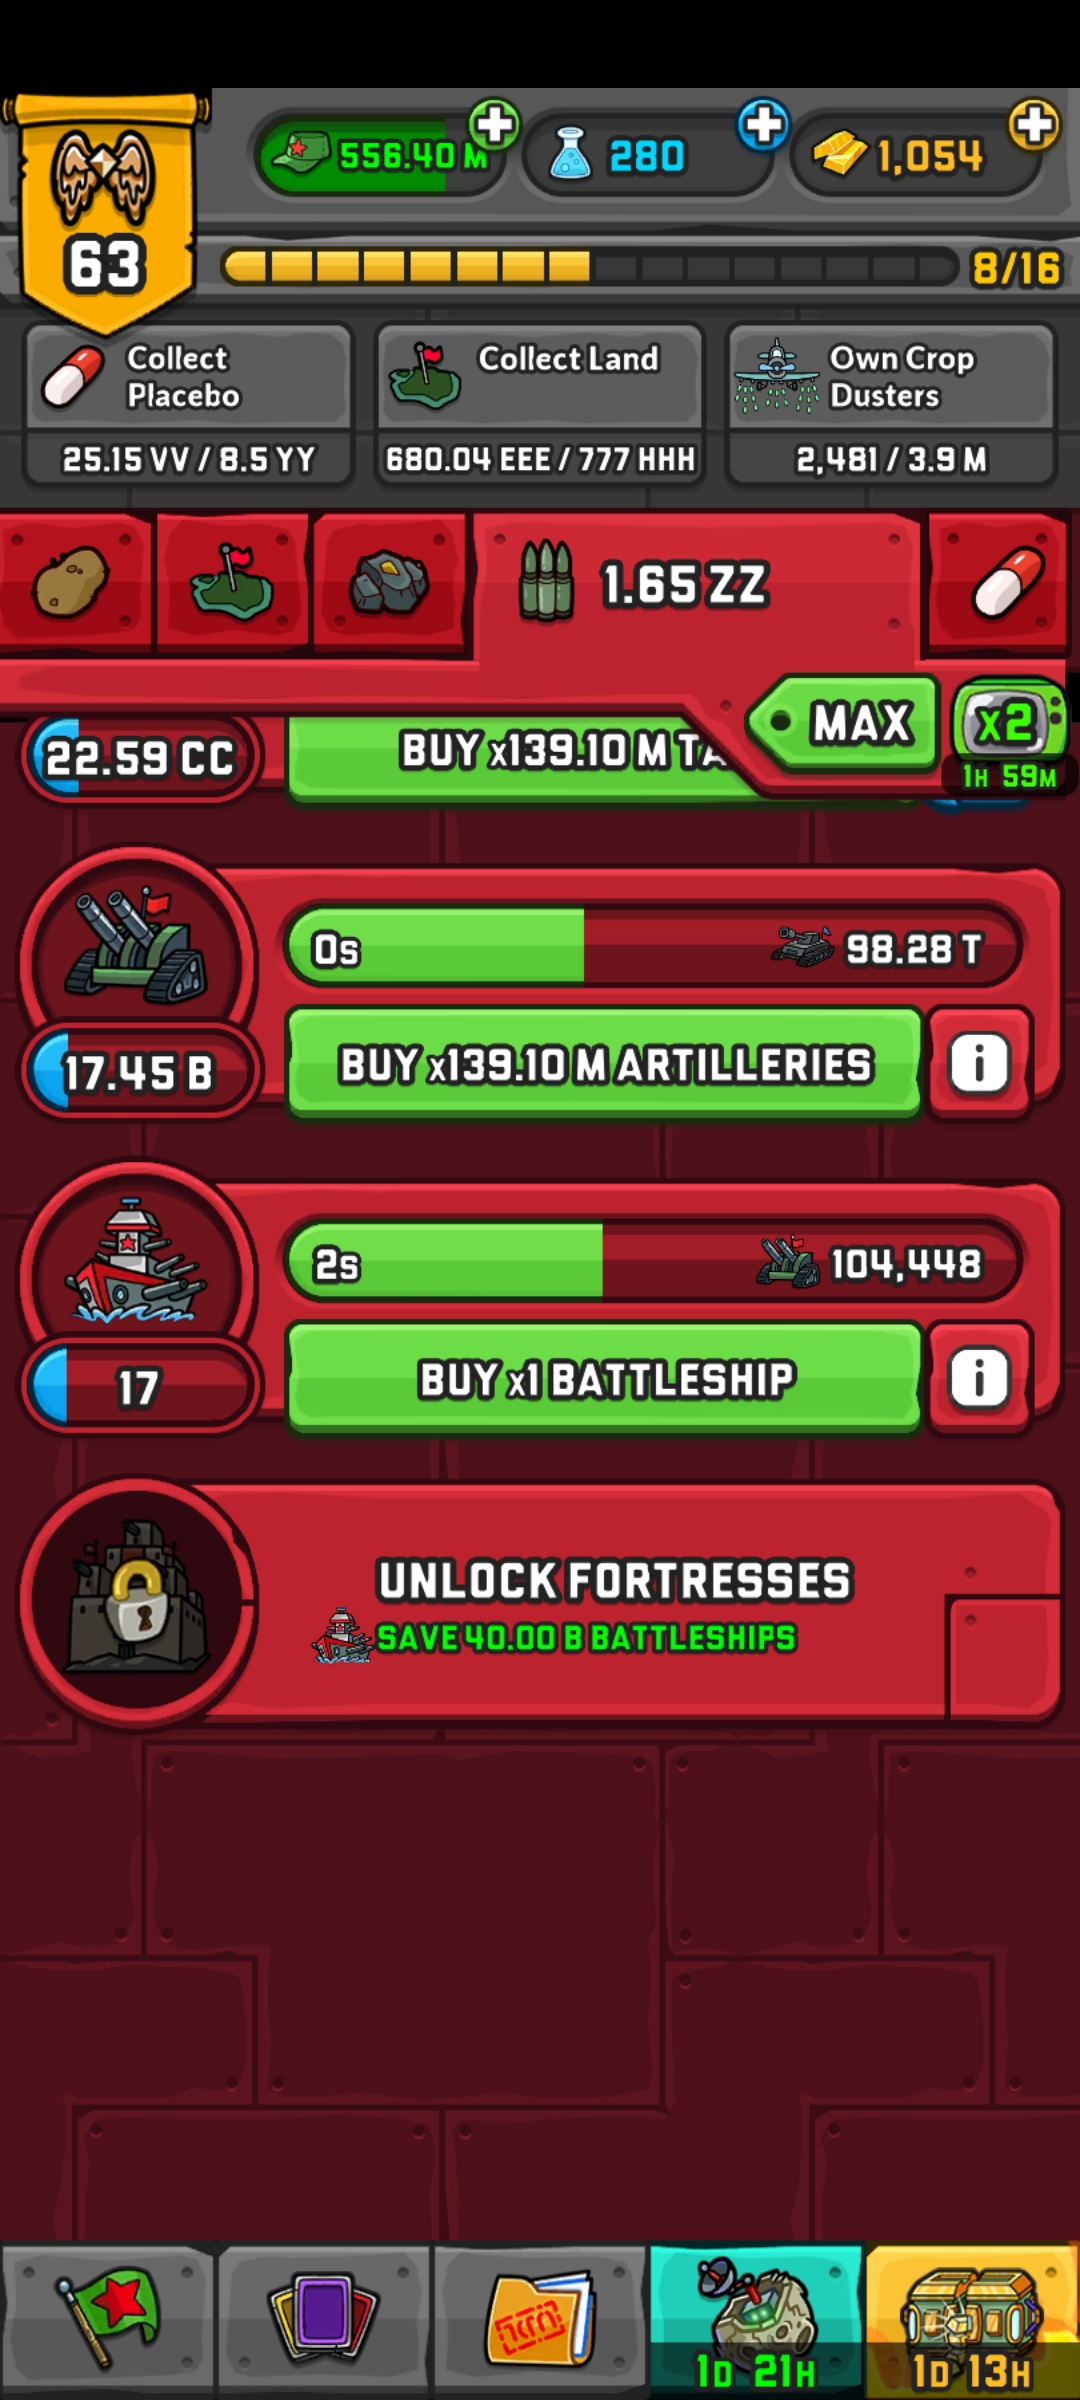 556.40 M
280
1,054
63
8/16
Collect
Placebo
25.15 VV / 8.5 YY
Collect Land
680.04 EEE / 777 HHH
Own Crop
Dusters
2,481 / 3.9 M
1.65 ZZ
MAX
x2
1H 59M
22.59 CC
BUY x139.10 M TA
0s
98.28 T
17.45 B
BUY x139.10 M ARTILLERIES
i
2s
104,448
17
BUY x1 BATTLESHIP
i
UNLOCK FORTRESSES
SAVE 40.00 B BATTLESHIPS
1D 21H
1D 13H